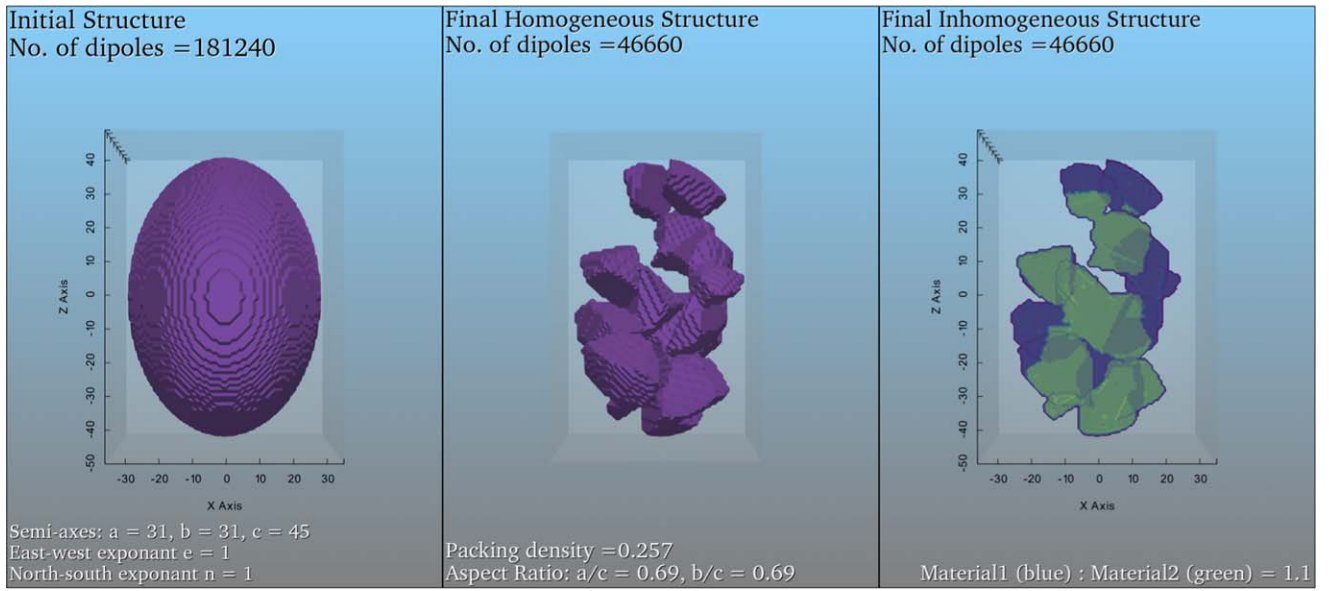 Initial Structure
No. of dipoles =181240
40
30
20
10
0
-10
-20
-30
-40
-50
Z Axis
-30 -20 -10 0 10 20 30
X Axis
Semi-axes: a = 31, b = 31, c = 45
East-west exponant e = 1
North-south exponant n = 1
Final Homogeneous Structure
No. of dipoles =46660
Packing density =0.257
Aspect Ratio: a/c = 0.69, b/c = 0.69
Final Inhomogeneous Structure
No. of dipoles =46660
40
30
20
10
0
-10
-20
-30
-40
-50
Z Axis
-30 -20 -10 0 10 20 30
X Axis
Material1 (blue) : Material2 (green) = 1.1